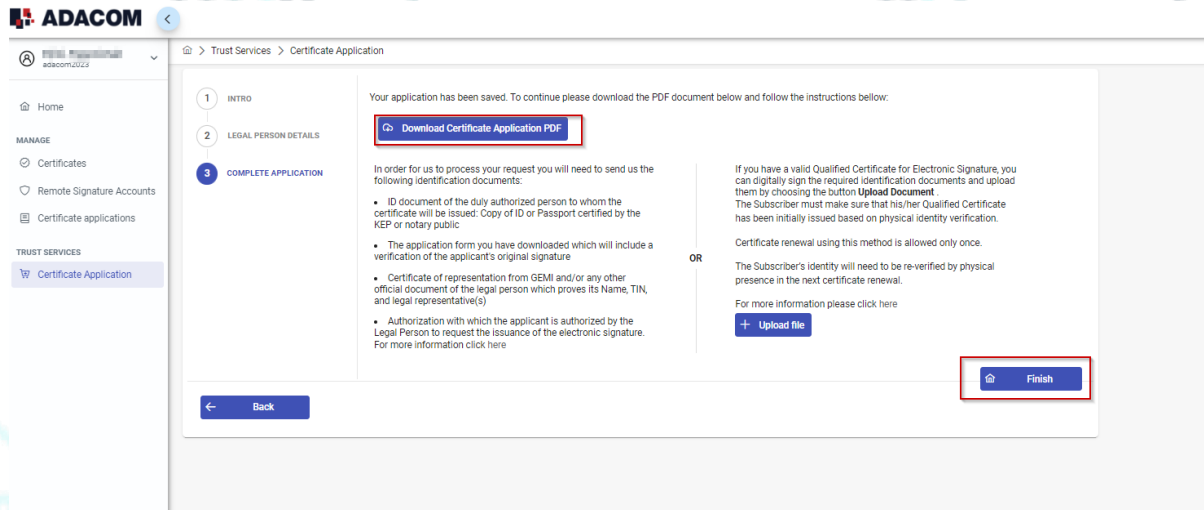 ADACOM
adacom2023
Trust Services > Certificate Application
Home
MANAGE
Certificates
Remote Signature Accounts
Certificate applications
TRUST SERVICES
Certificate Application
1 INTRO
2 LEGAL PERSON DETAILS
3 COMPLETE APPLICATION
Your application has been saved. To continue please download the PDF document below and follow the instructions bellow:
Download Certificate Application PDF
In order for us to process your request you will need to send us the
following identification documents:
• ID document of the duly authorized person to whom the
certificate will be issued: Copy of ID or Passport certified by the
KEP or notary public
• The application form you have downloaded which will include a
verification of the applicant's original signature
• Certificate of representation from GEMI and/or any other
official document of the legal person which proves its Name, TIN,
and legal representative(s)
• Authorization with which the applicant is authorized by the
Legal Person to request the issuance of the electronic signature.
For more information click here
OR
If you have a valid Qualified Certificate for Electronic Signature, you
can digitally sign the required identification documents and upload
them by choosing the button Upload Document .
The Subscriber must make sure that his/her Qualified Certificate
has been initially issued based on physical identity verification.
Certificate renewal using this method is allowed only once.
The Subscriber's identity will need to be re-verified by physical
presence in the next certificate renewal.
For more information please click here
+ Upload file
Finish
Back